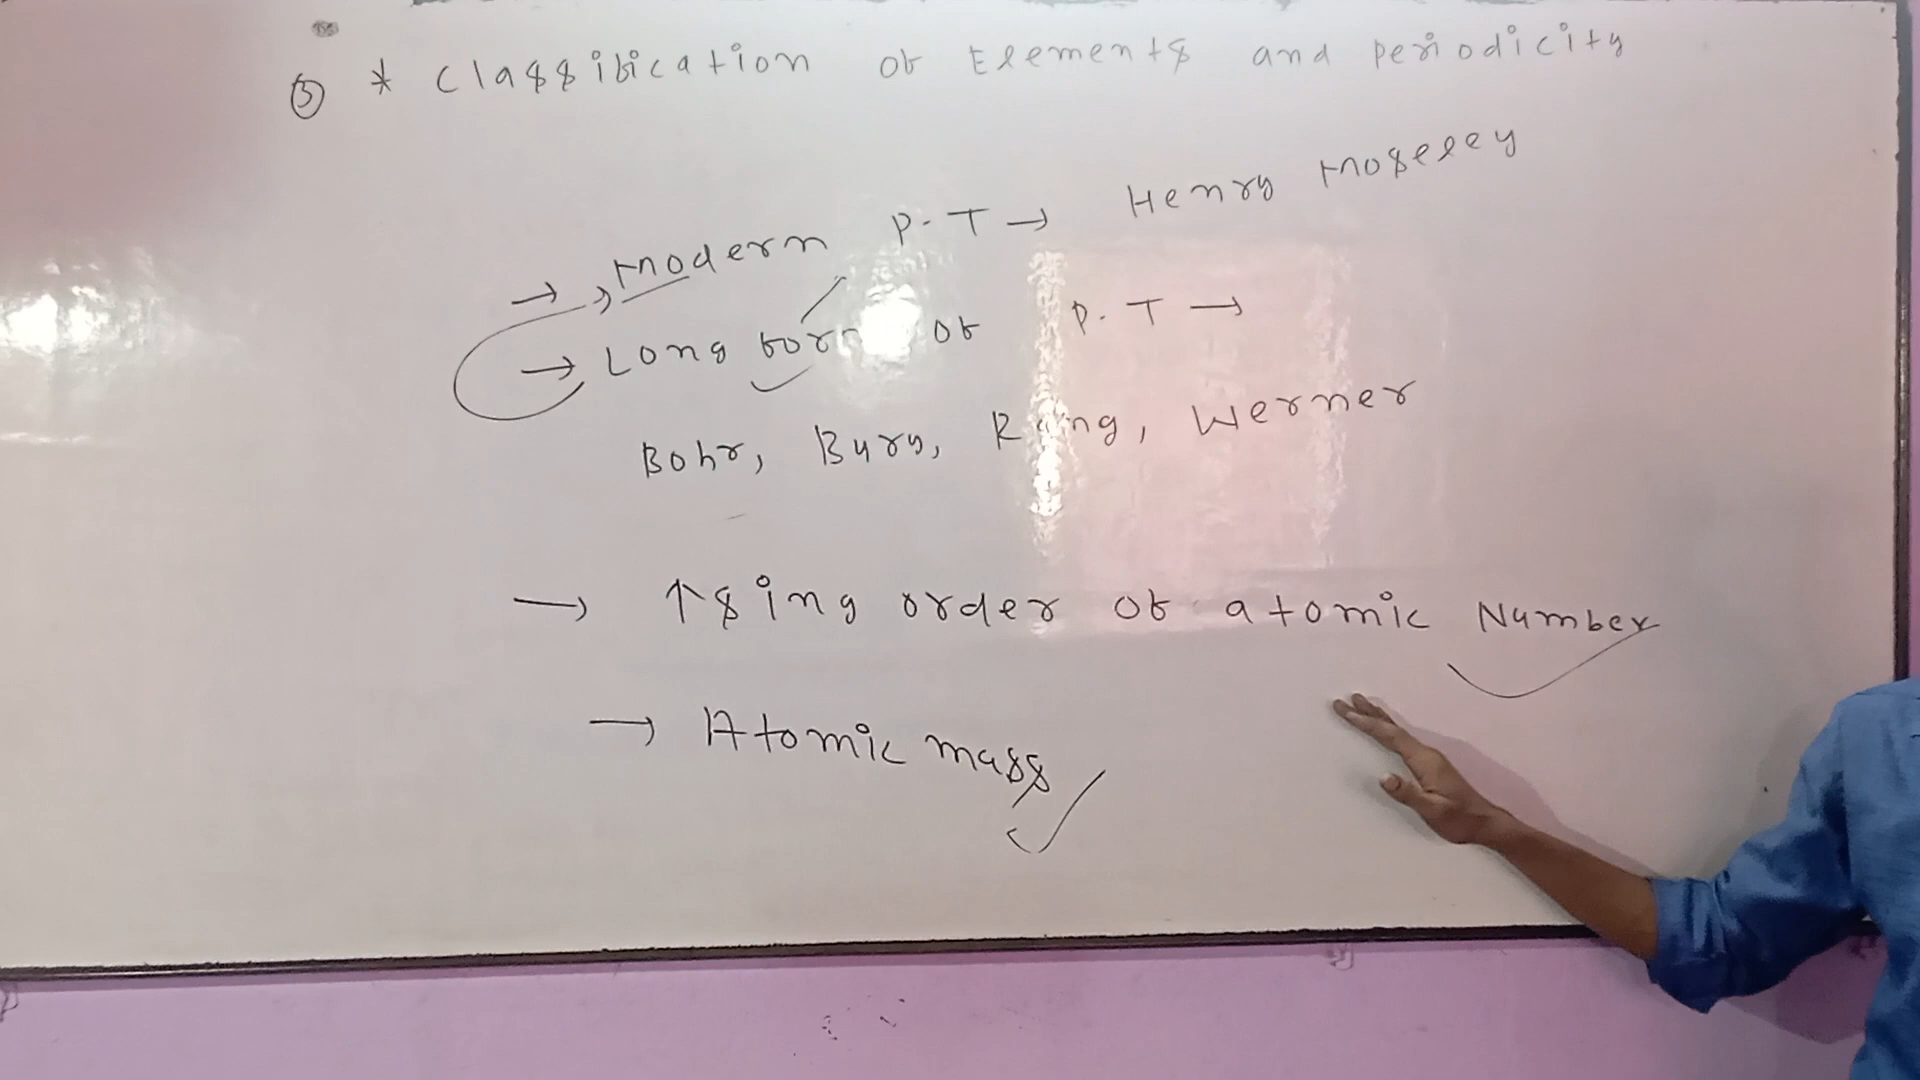 ⑤ * Classification of Elements and periodicity
→ Modern P.T → Henry Moseley
→ Long form of P.T →
Bohr, Bury, Rang, Werner
→ ↑sing order of atomic Number
→ Atomic mass